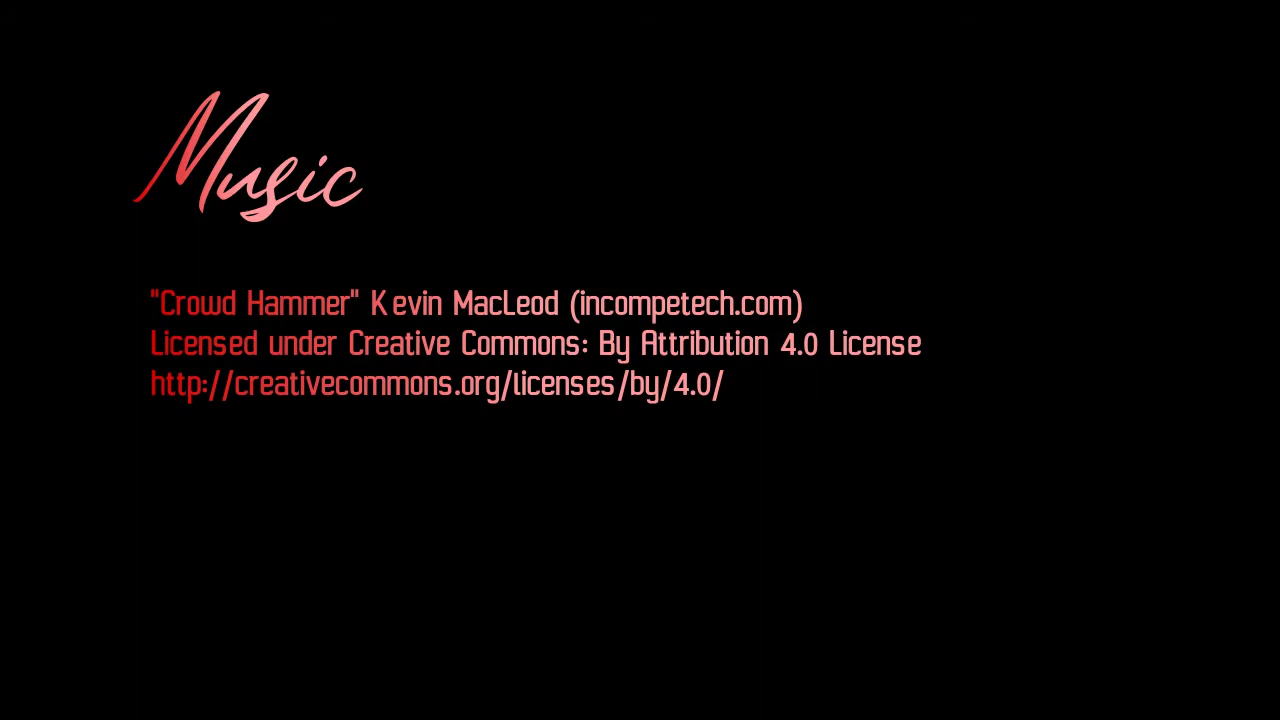 Music
"Crowd Hammer" Kevin MacLeod (incompetech.com)
Licensed under Creative Commons: By Attribution 4.0 License
http://creativecommons.org/licenses/by/4.0/